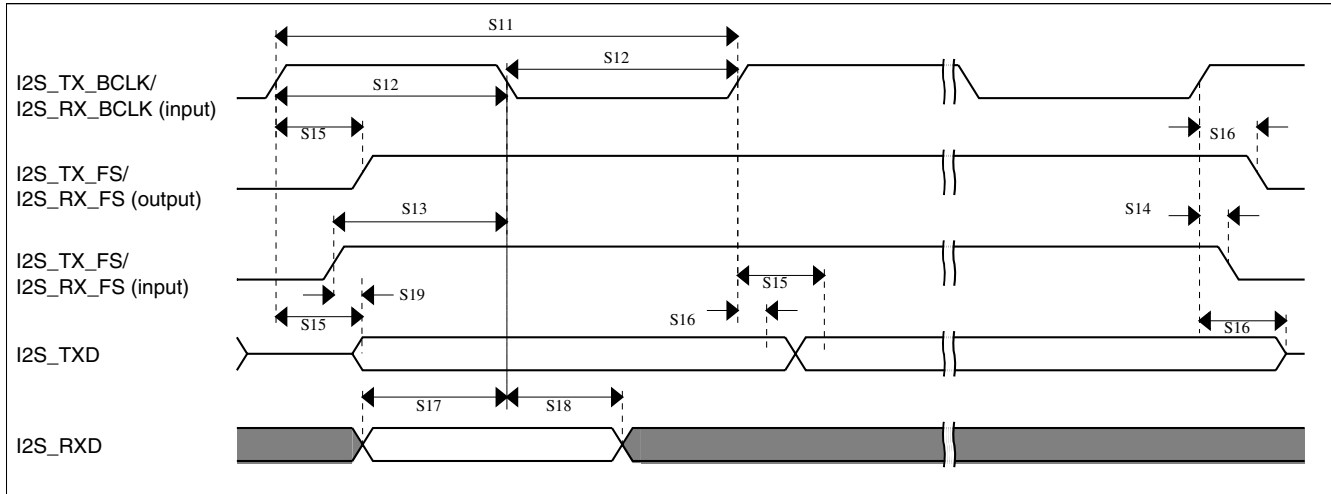 S11
I2S_TX_BCLK/
I2S_RX_BCLK (input)
S12
S12
S15
S16
I2S_TX_FS/
I2S_RX_FS (output)
S13
S14
I2S_TX_FS/
I2S_RX_FS (input)
S15
S19
S16
S15
S16
I2S_TXD
S17
S18
I2S_RXD